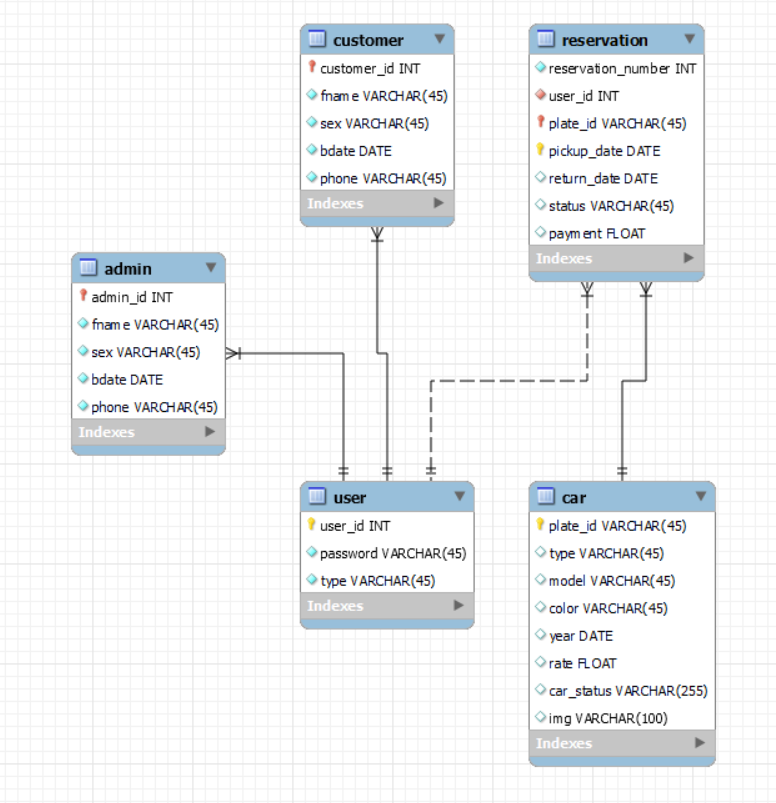 customer
customer_id INT
fname VARCHAR(45)
sex VARCHAR(45)
bdate DATE
phone VARCHAR(45)
Indexes
reservation
reservation_number INT
user_id INT
plate_id VARCHAR(45)
pickup_date DATE
return_date DATE
status VARCHAR(45)
payment FLOAT
Indexes
admin
admin_id INT
fname VARCHAR(45)
sex VARCHAR(45)
bdate DATE
phone VARCHAR(45)
Indexes
user
user_id INT
password VARCHAR(45)
type VARCHAR(45)
Indexes
car
plate_id VARCHAR(45)
type VARCHAR(45)
model VARCHAR(45)
color VARCHAR(45)
year DATE
rate FLOAT
car_status VARCHAR(255)
img VARCHAR(100)
Indexes